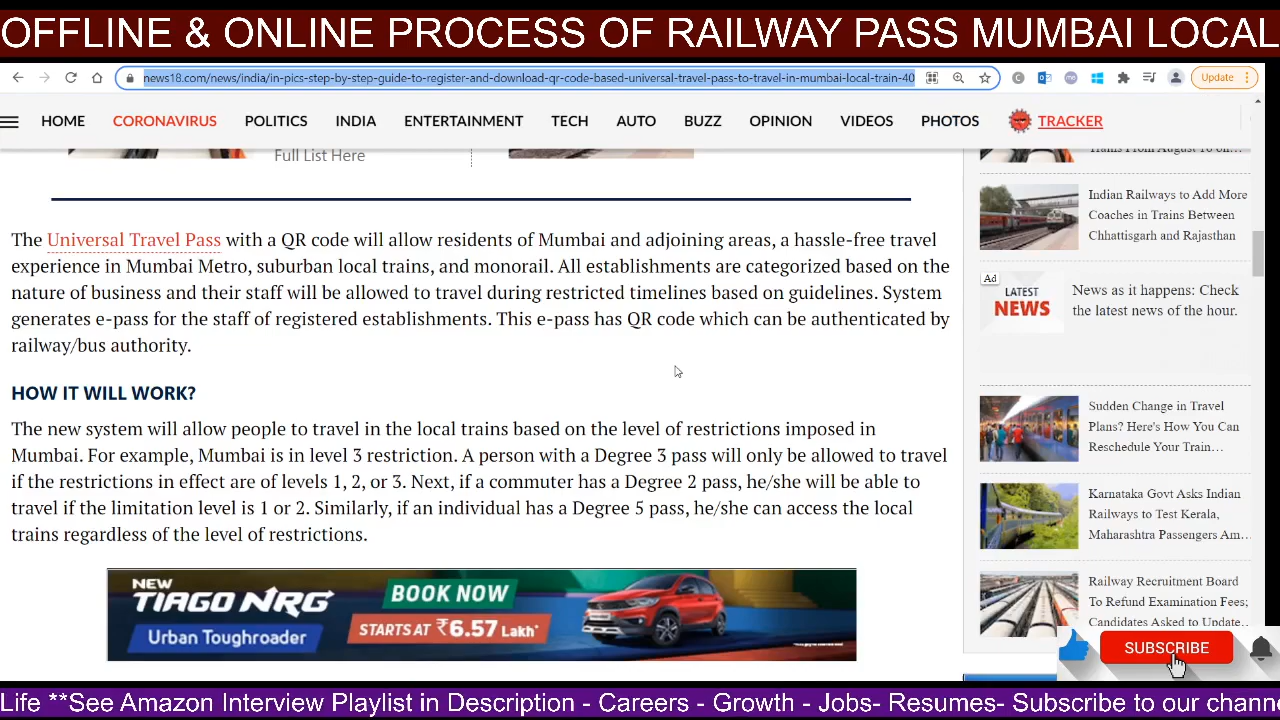 OFFLINE & ONLINE PROCESS OF RAILWAY PASS MUMBAI LOCAL
news18.com/news/india/in-pics-step-by-step-guide-to-register-and-download-qr-code-based-universal-travel-pass-to-travel-in-mumbai-local-train-40
Update
HOME CORONAVIRUS POLITICS INDIA ENTERTAINMENT TECH AUTO BUZZ OPINION VIDEOS PHOTOS TRACKER
Full List Here
The Universal Travel Pass with a QR code will allow residents of Mumbai and adjoining areas, a hassle-free travel
experience in Mumbai Metro, suburban local trains, and monorail. All establishments are categorized based on the
nature of business and their staff will be allowed to travel during restricted timelines based on guidelines. System
generates e-pass for the staff of registered establishments. This e-pass has QR code which can be authenticated by
railway/bus authority.
HOW IT WILL WORK?
The new system will allow people to travel in the local trains based on the level of restrictions imposed in
Mumbai. For example, Mumbai is in level 3 restriction. A person with a Degree 3 pass will only be allowed to travel
if the restrictions in effect are of levels 1, 2, or 3. Next, if a commuter has a Degree 2 pass, he/she will be able to
travel if the limitation level is 1 or 2. Similarly, if an individual has a Degree 5 pass, he/she can access the local
trains regardless of the level of restrictions.
NEW
TIAGO NRG
Urban Toughroader
BOOK NOW
STARTS AT ₹6.57 Lakh*
Trains From August 10 on...
Indian Railways to Add More
Coaches in Trains Between
Chhattisgarh and Rajasthan
Ad
LATEST
NEWS
News as it happens: Check
the latest news of the hour.
Sudden Change in Travel
Plans? Here's How You Can
Reschedule Your Train...
Karnataka Govt Asks Indian
Railways to Test Kerala,
Maharashtra Passengers Am...
Railway Recruitment Board
To Refund Examination Fees;
Candidates Asked to Update
SUBSCRIBE
Life **See Amazon Interview Playlist in Description - Careers - Growth - Jobs- Resumes- Subscribe to our chann